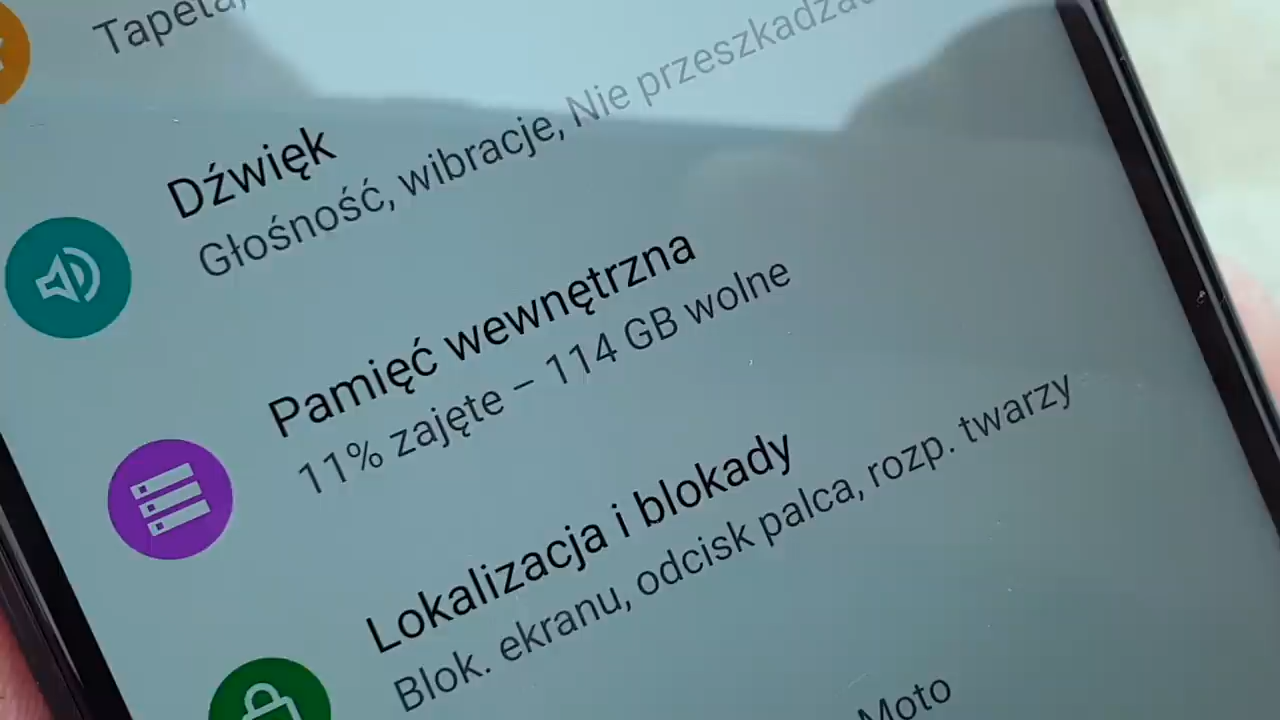 Tapeta,
Dźwięk
Głośność, wibracje, Nie przeszkadzać
Pamięć wewnętrzna
11% zajęte – 114 GB wolne
Lokalizacja i blokady
Blok. ekranu, odcisk palca, rozp. twarzy
Moto